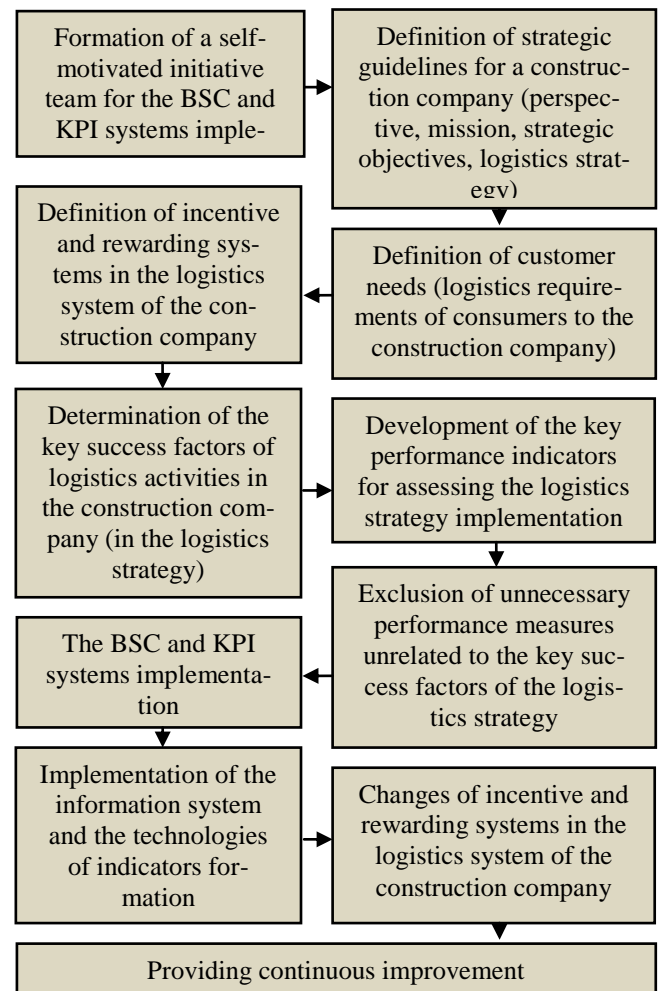 Formation of a self-
motivated initiative
team for the BSC and
KPI systems imple-
Definition of strategic
guidelines for a construc-
tion company (perspec-
tive, mission, strategic
objectives, logistics strat-
egy)
Definition of customer
needs (logistics require-
ments of consumers to the
construction company)
Definition of incentive
and rewarding sys-
tems in the logistics
system of the con-
struction company
Determination of the
key success factors of
logistics activities in
the construction com-
pany (in the logistics
strategy)
Development of the key
performance indicators
for assessing the logistics
strategy implementation
Exclusion of unnecessary
performance measures
unrelated to the key suc-
cess factors of the logis-
tics strategy
The BSC and KPI
systems implementa-
tion
Implementation of the
information system
and the technologies
of indicators for-
mation
Changes of incentive and
rewarding systems in the
logistics system of the
construction company
Providing continuous improvement